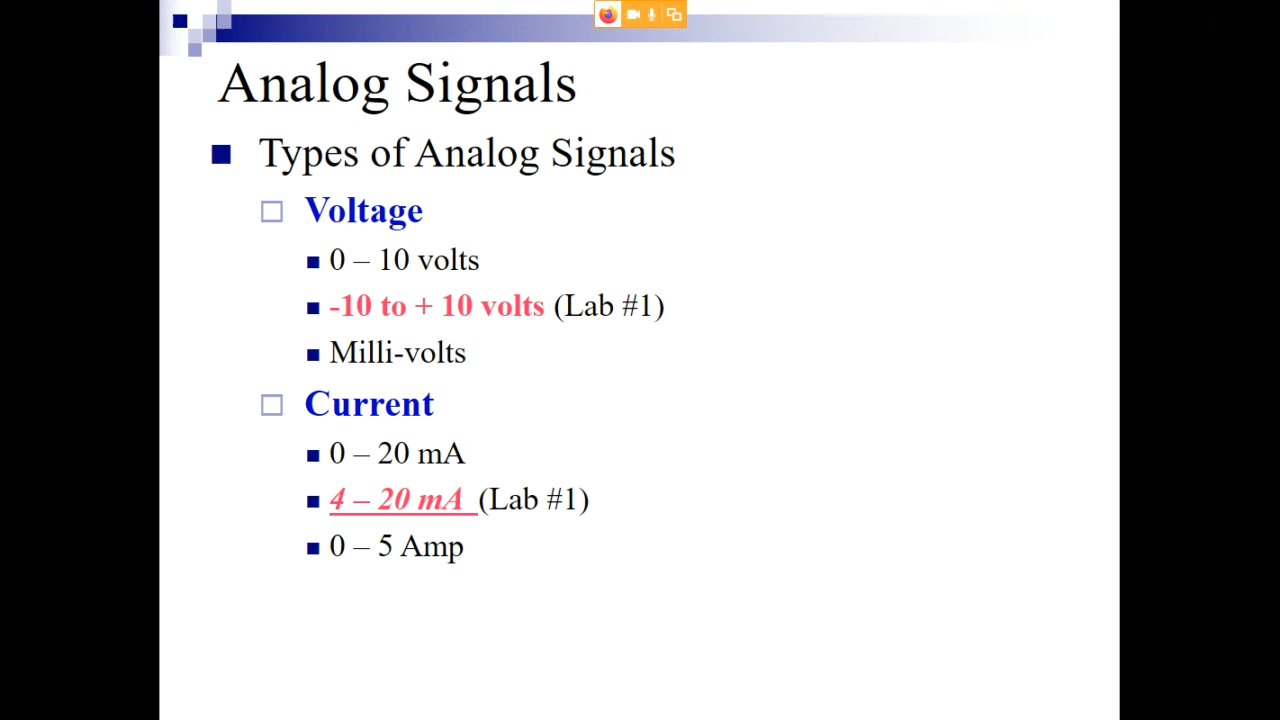 Analog Signals
Types of Analog Signals
Voltage
0 – 10 volts
-10 to + 10 volts (Lab #1)
Milli-volts
Current
0 – 20 mA
4 – 20 mA (Lab #1)
0 – 5 Amp